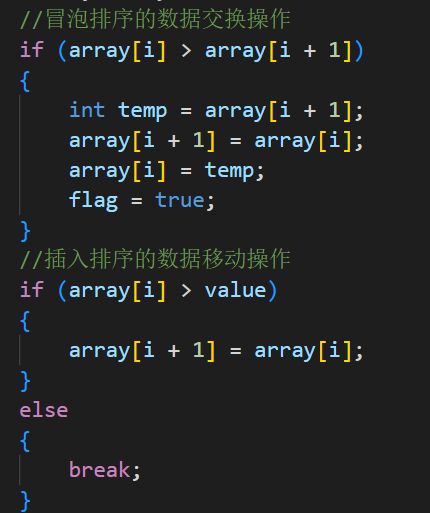 //冒泡排序的数据交换操作
if (array[i] > array[i + 1])
{
    int temp = array[i + 1];
    array[i + 1] = array[i];
    array[i] = temp;
    flag = true;
}
//插入排序的数据移动操作
if (array[i] > value)
{
    array[i + 1] = array[i];
}
else
{
    break;
}